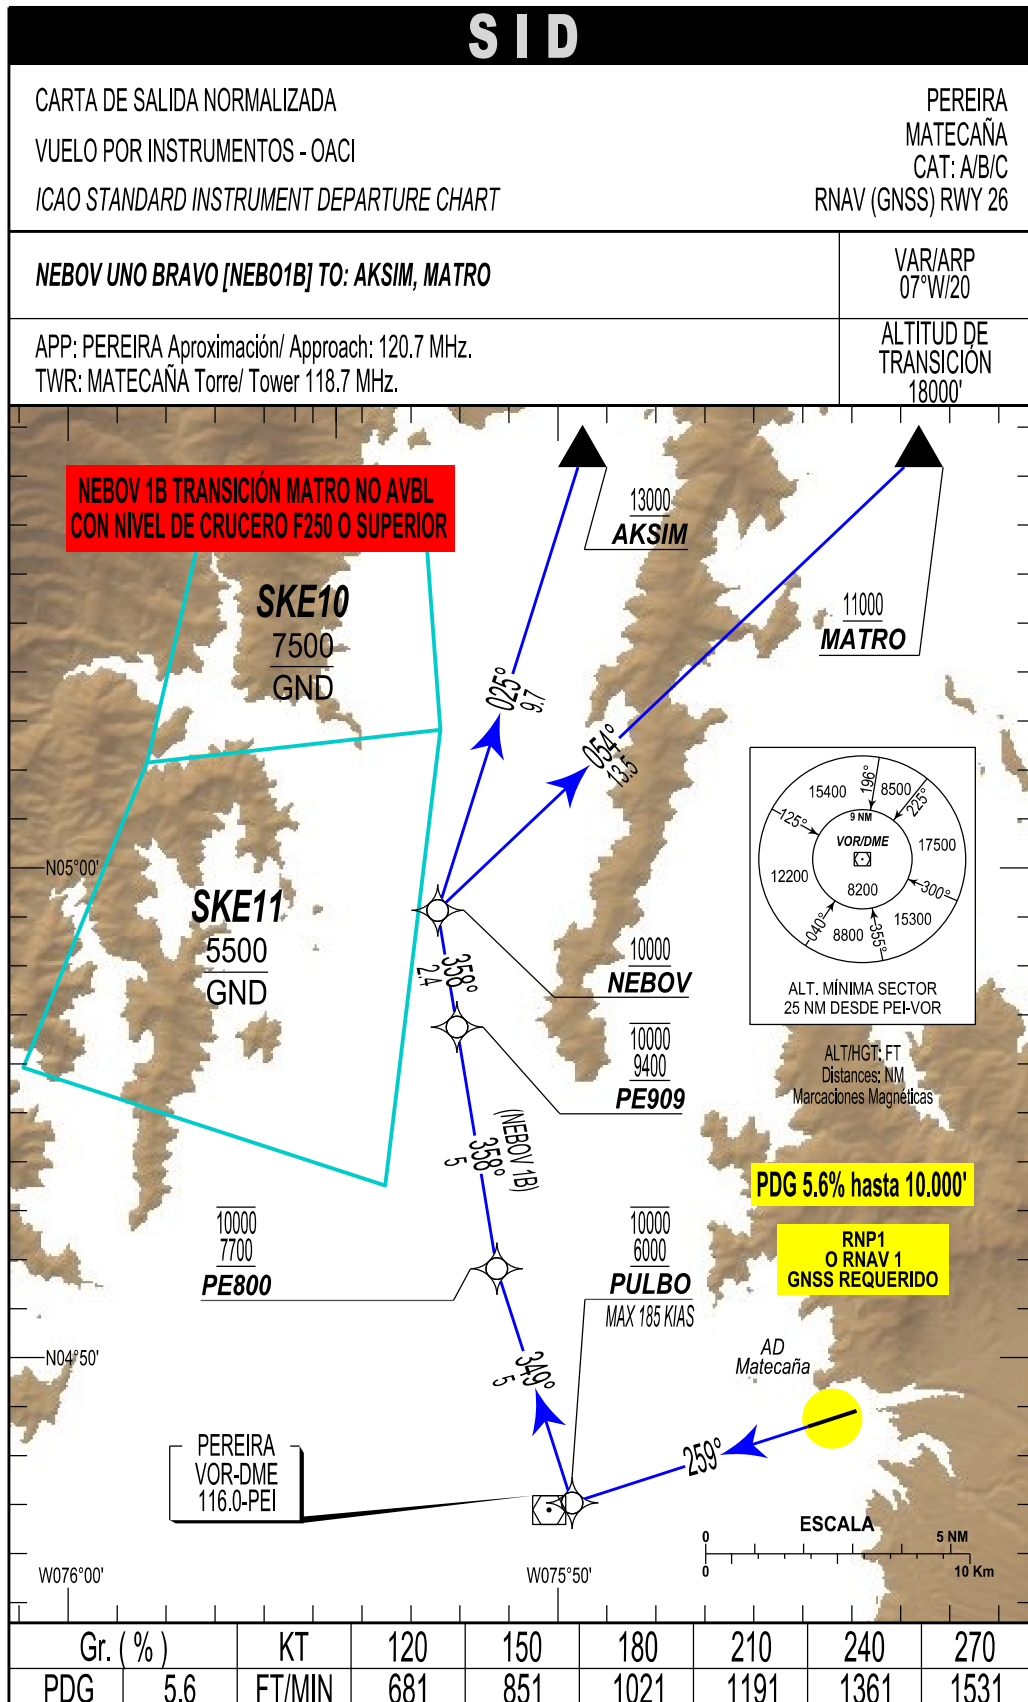 SID
CARTA DE SALIDA NORMALIZADA
VUELO POR INSTRUMENTOS - OACI
ICAO STANDARD INSTRUMENT DEPARTURE CHART
PEREIRA
MATECAÑA
CAT: A/B/C
RNAV (GNSS) RWY 26
NEBOV UNO BRAVO [NEBO1B] TO: AKSIM, MATRO
VAR/ARP
07°W/20
APP: PEREIRA Aproximación/ Approach: 120.7 MHz.
TWR: MATECAÑA Torre/ Tower 118.7 MHz.
ALTITUD DE
TRANSICIÓN
18000'
NEBOV 1B TRANSICIÓN MATRO NO AVBL
CON NIVEL DE CRUCERO F250 O SUPERIOR
13000
AKSIM
11000
MATRO
SKE10
7500
GND
025°
9.7
054°
13.5
196°
15400
8500
225°
125°
9 NM
VOR/DME
17500
12200
8200
300°
040°
8800
355°
15300
ALT. MÍNIMA SECTOR
25 NM DESDE PEI-VOR
N05°00'
SKE11
5500
GND
10000
NEBOV
358°
2.4
10000
9400
PE909
ALT/HGT: FT
Distances: NM
Marcaciones Magnéticas
(NEBOV 1B)
358°
5
PDG 5.6% hasta 10.000'
10000
7700
PE800
10000
6000
PULBO
MAX 185 KIAS
RNP1
O RNAV 1
GNSS REQUERIDO
N04°50'
349°
5
AD
Matecaña
259°
PEREIRA
VOR-DME
116.0-PEI
ESCALA
0 5 NM
0 10 Km
W076°00'
W075°50'
Gr. ( % ) KT 120 150 180 210 240 270
PDG 5.6 FT/MIN 681 851 1021 1191 1361 1531